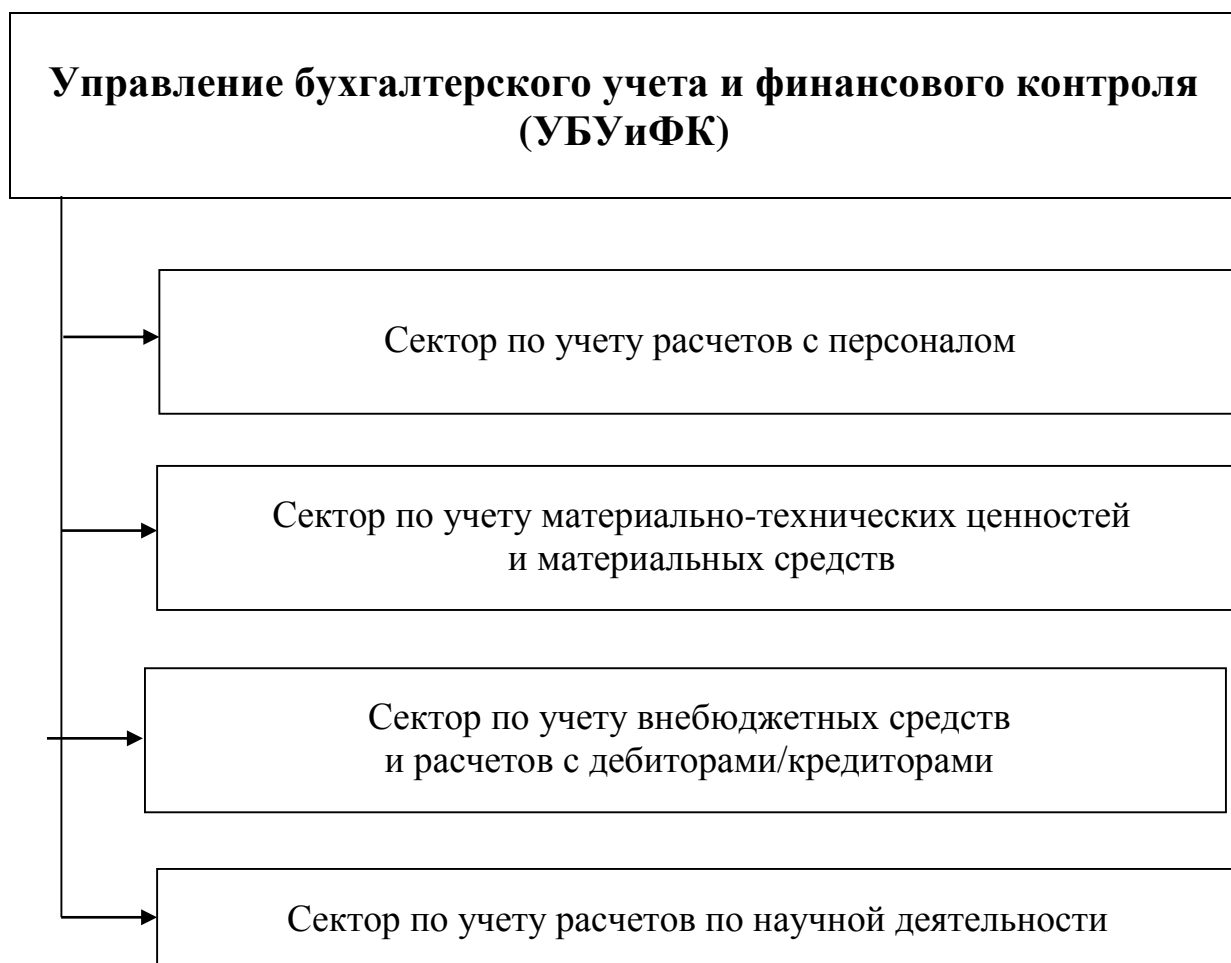 Управление бухгалтерского учета и финансового контроля
(УБУиФК)
Сектор по учету расчетов с персоналом
Сектор по учету материально-технических ценностей
и материальных средств
Сектор по учету внебюджетных средств
и расчетов с дебиторами/кредиторами
Сектор по учету расчетов по научной деятельности